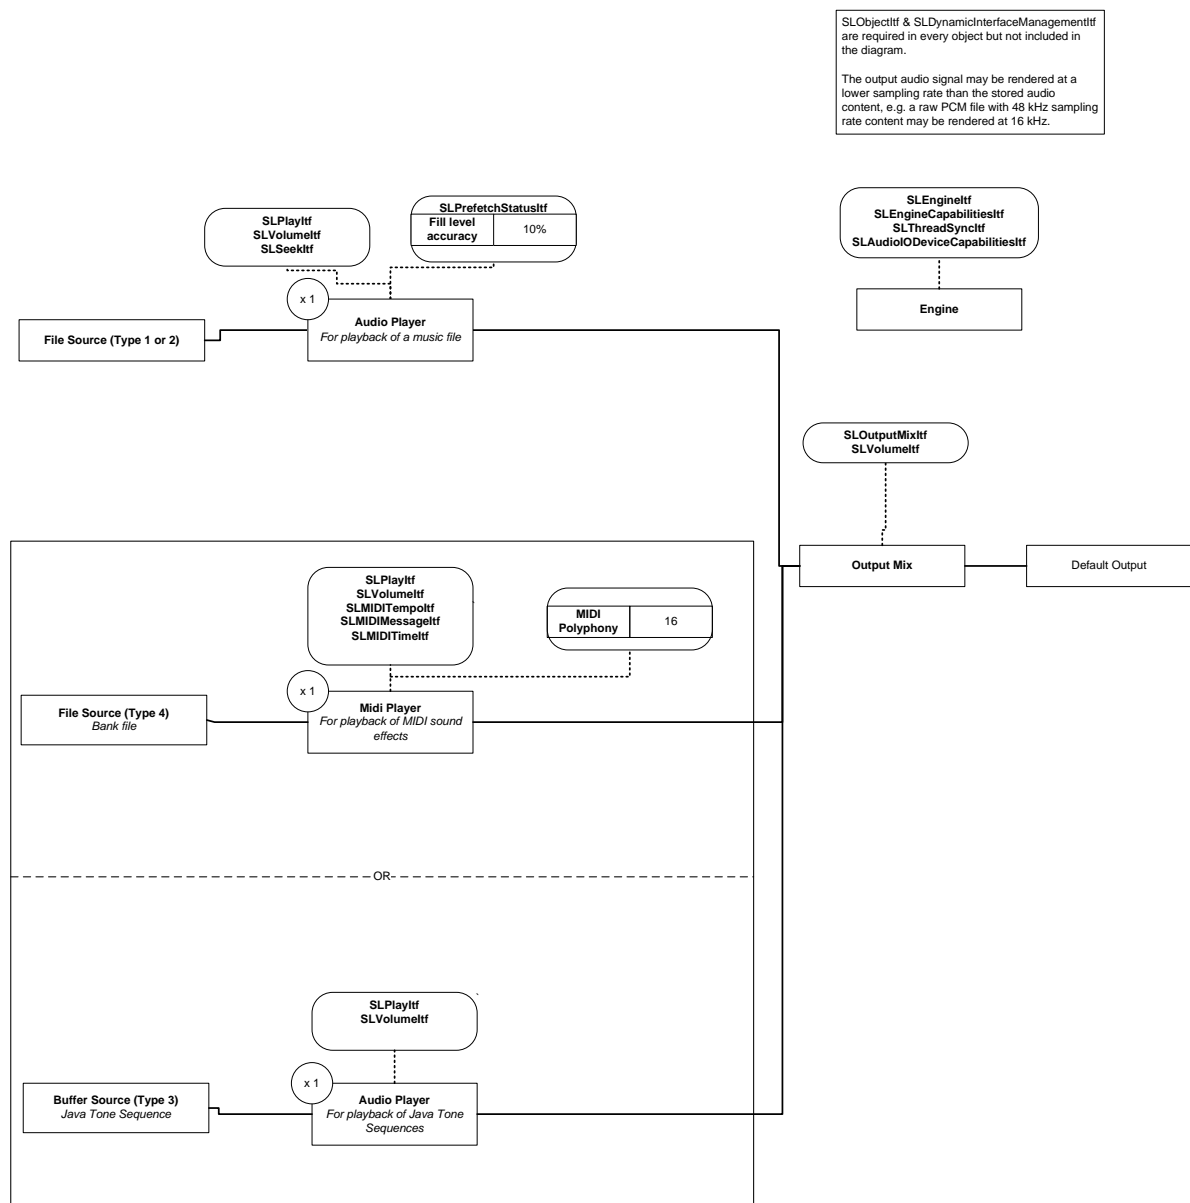 SLObjectItf & SLDynamicInterfaceManagementItf
are required in every object but not included in
the diagram.
The output audio signal may be rendered at a
lower sampling rate than the stored audio
content, e.g. a raw PCM file with 48 kHz sampling
rate content may be rendered at 16 kHz.
SLPlayItf
SLVolumeItf
SLSeekItf
SLPrefetchStatusItf
Fill level
accuracy
10%
SLEngineItf
SLEngineCapabilitiesItf
SLThreadSyncItf
SLAudioIODeviceCapabilitiesItf
x 1
File Source (Type 1 or 2)
Audio Player
For playback of a music file
Engine
SLOutputMixItf
SLVolumeItf
Output Mix
Default Output
SLPlayItf
SLVolumeItf
SLMIDITempoItf
SLMIDIMessageItf
SLMIDITimeItf
MIDI
Polyphony
16
x 1
File Source (Type 4)
Bank file
Midi Player
For playback of MIDI sound
effects
OR
SLPlayItf
SLVolumeItf
x 1
Buffer Source (Type 3)
Java Tone Sequence
Audio Player
For playback of Java Tone
Sequences